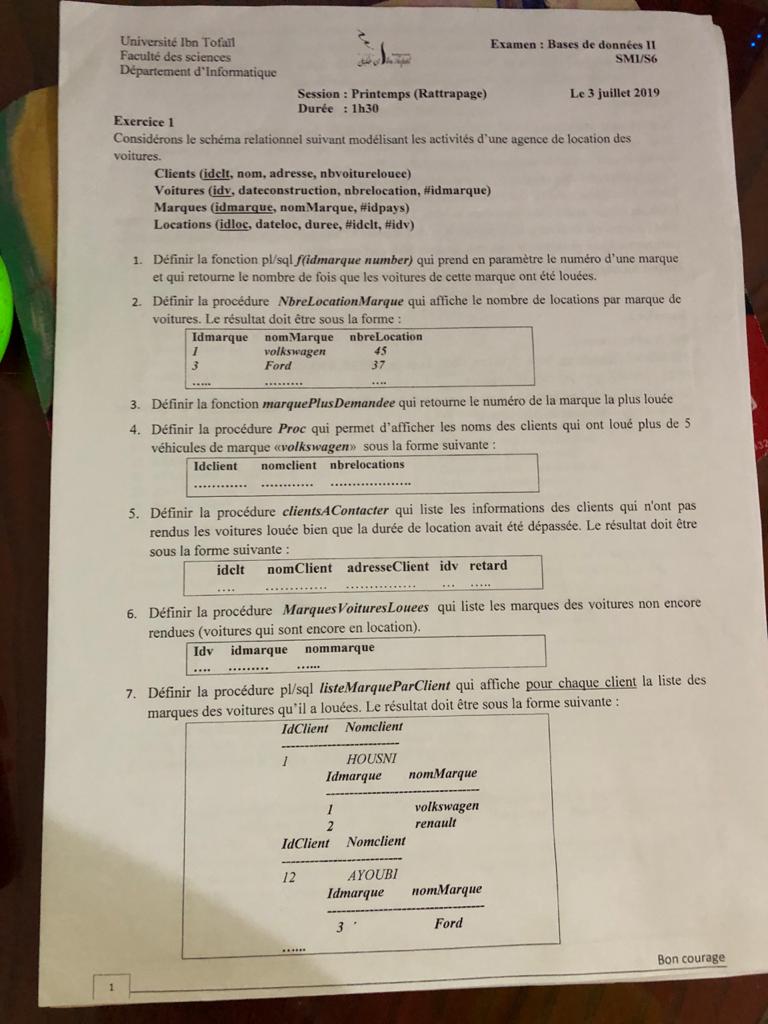 Université Ibn Tofaïl
Faculté des sciences
Département d'Informatique
Examen : Bases de données II
SMI/S6
Session : Printemps (Rattrapage)
Le 3 juillet 2019
Durée : 1h30
Exercice 1
Considérons le schéma relationnel suivant modélisant les activités d'une agence de location des
voitures.
Clients (idclt, nom, adresse, nbvoiturelouee)
Voitures (idv, dateconstruction, nbrelocation, #idmarque)
Marques (idmarque, nomMarque, #idpays)
Locations (idloc, dateloc, duree, #idclt, #idv)
1. Définir la fonction pl/sql f(idmarque number) qui prend en paramètre le numéro d'une marque
et qui retourne le nombre de fois que les voitures de cette marque ont été louées.
2. Définir la procédure NbreLocationMarque qui affiche le nombre de locations par marque de
voitures. Le résultat doit être sous la forme :
Idmarque nomMarque nbreLocation
1 volkswagen 45
3 Ford 37
..... ......... ....
3. Définir la fonction marquePlusDemandee qui retourne le numéro de la marque la plus louée
4. Définir la procédure Proc qui permet d'afficher les noms des clients qui ont loué plus de 5
véhicules de marque «volkswagen» sous la forme suivante :
Idclient nomclient nbrelocations
............ ............ ..................
5. Définir la procédure clientsAContacter qui liste les informations des clients qui n'ont pas
rendus les voitures louée bien que la durée de location avait été dépassée. Le résultat doit être
sous la forme suivante :
idclt nomClient adresseClient idv retard
.... ............. ............... ... .....
6. Définir la procédure MarquesVoituresLouees qui liste les marques des voitures non encore
rendues (voitures qui sont encore en location).
Idv idmarque nommarque
.... ......... ......
7. Définir la procédure pl/sql listeMarqueParClient qui affiche pour chaque client la liste des
marques des voitures qu'il a louées. Le résultat doit être sous la forme suivante :
IdClient Nomclient
------------------------
1 HOUSNI
Idmarque nomMarque
-------------------------------
1 volkswagen
2 renault
IdClient Nomclient
------------------------
12 AYOUBI
Idmarque nomMarque
-------------------------------
3 Ford
......
Bon courage
1